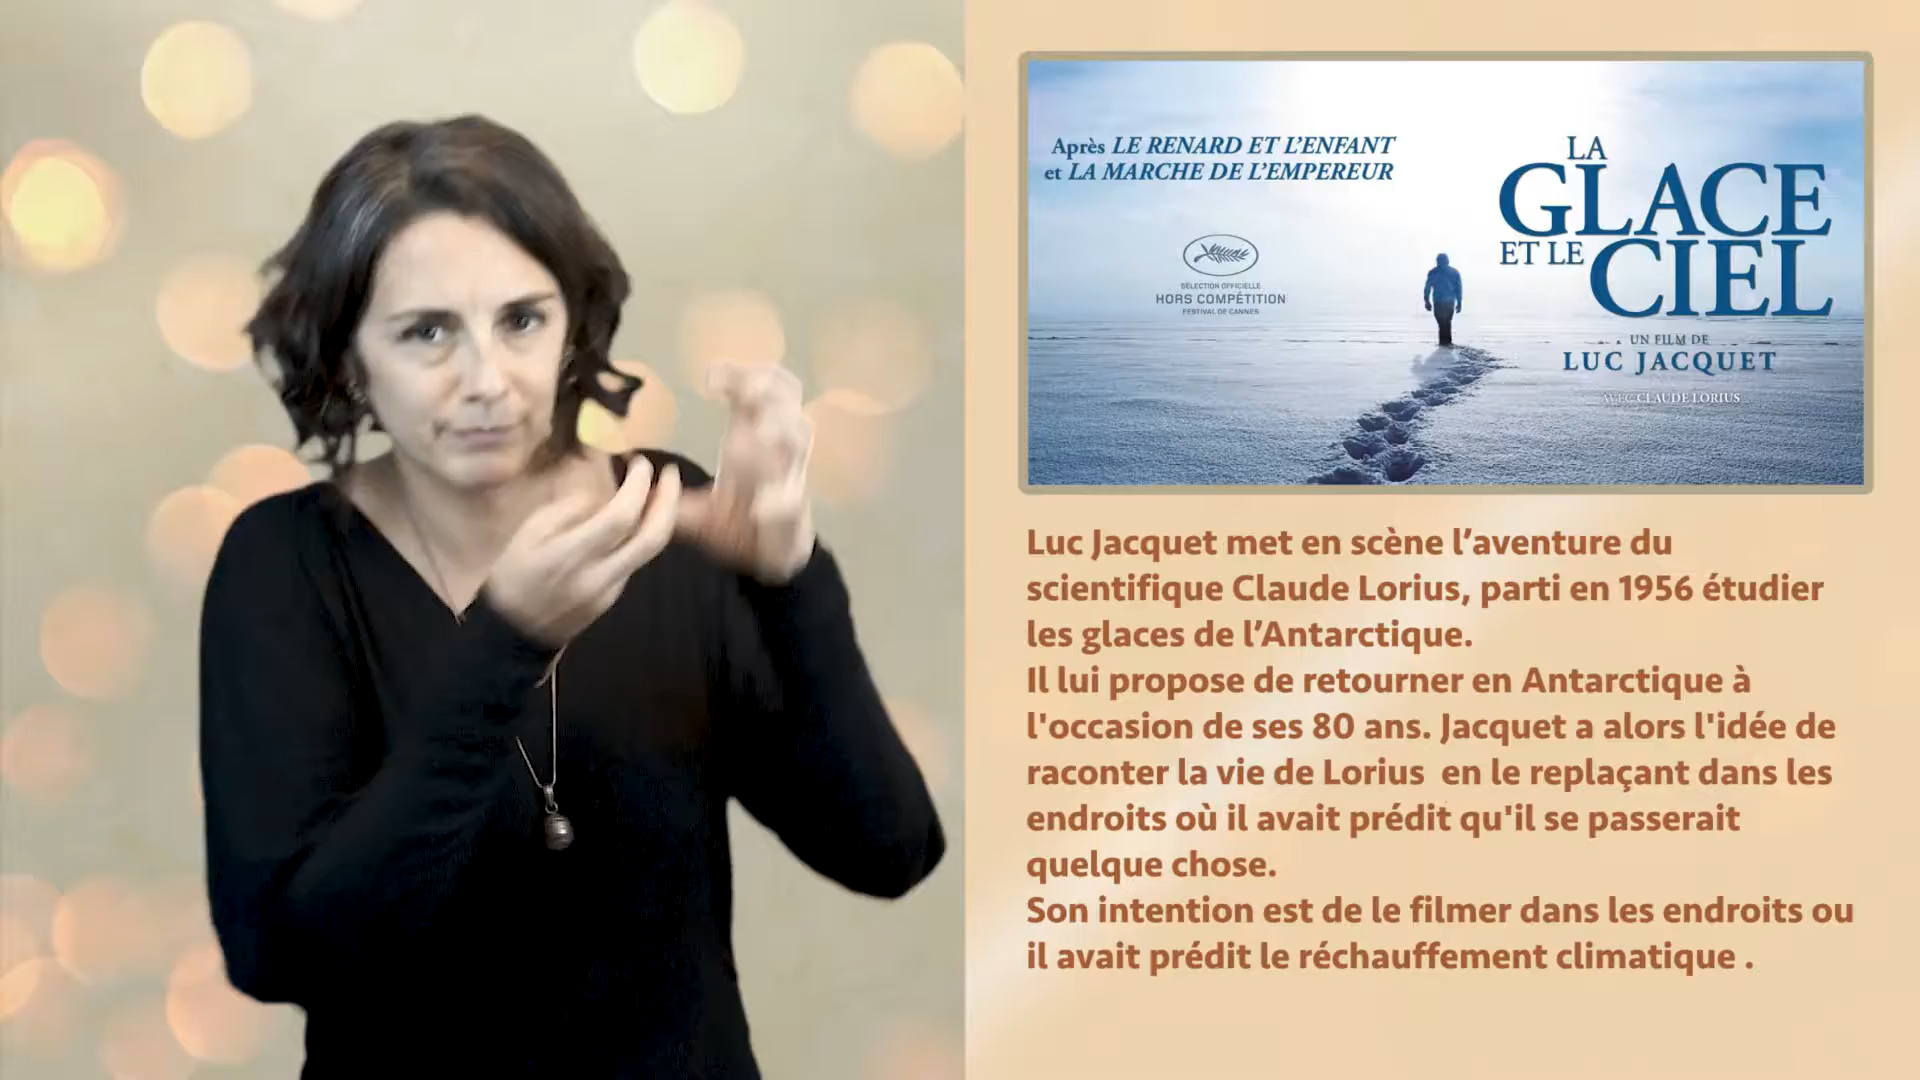 Après LE RENARD ET L'ENFANT
et LA MARCHE DE L'EMPEREUR
SÉLECTION OFFICIELLE
HORS COMPÉTITION
FESTIVAL DE CANNES
LA
GLACE
ET LE
CIEL
UN FILM DE
LUC JACQUET
AVEC CLAUDE LORIUS
Luc Jacquet met en scène l’aventure du
scientifique Claude Lorius, parti en 1956 étudier
les glaces de l’Antarctique.
Il lui propose de retourner en Antarctique à
l'occasion de ses 80 ans. Jacquet a alors l'idée de
raconter la vie de Lorius  en le replaçant dans les
endroits où il avait prédit qu'il se passerait
quelque chose.
Son intention est de le filmer dans les endroits ou
il avait prédit le réchauffement climatique .